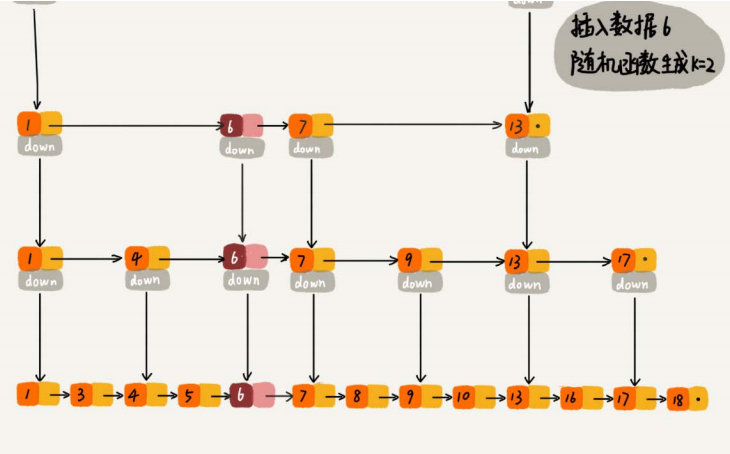 down
插入数据6
随机函数生成K=2
1 6 7 13
down down down down
1 4 6 7 9 13 17
down down down down down down down
1 3 4 5 6 7 8 9 10 13 16 17 18